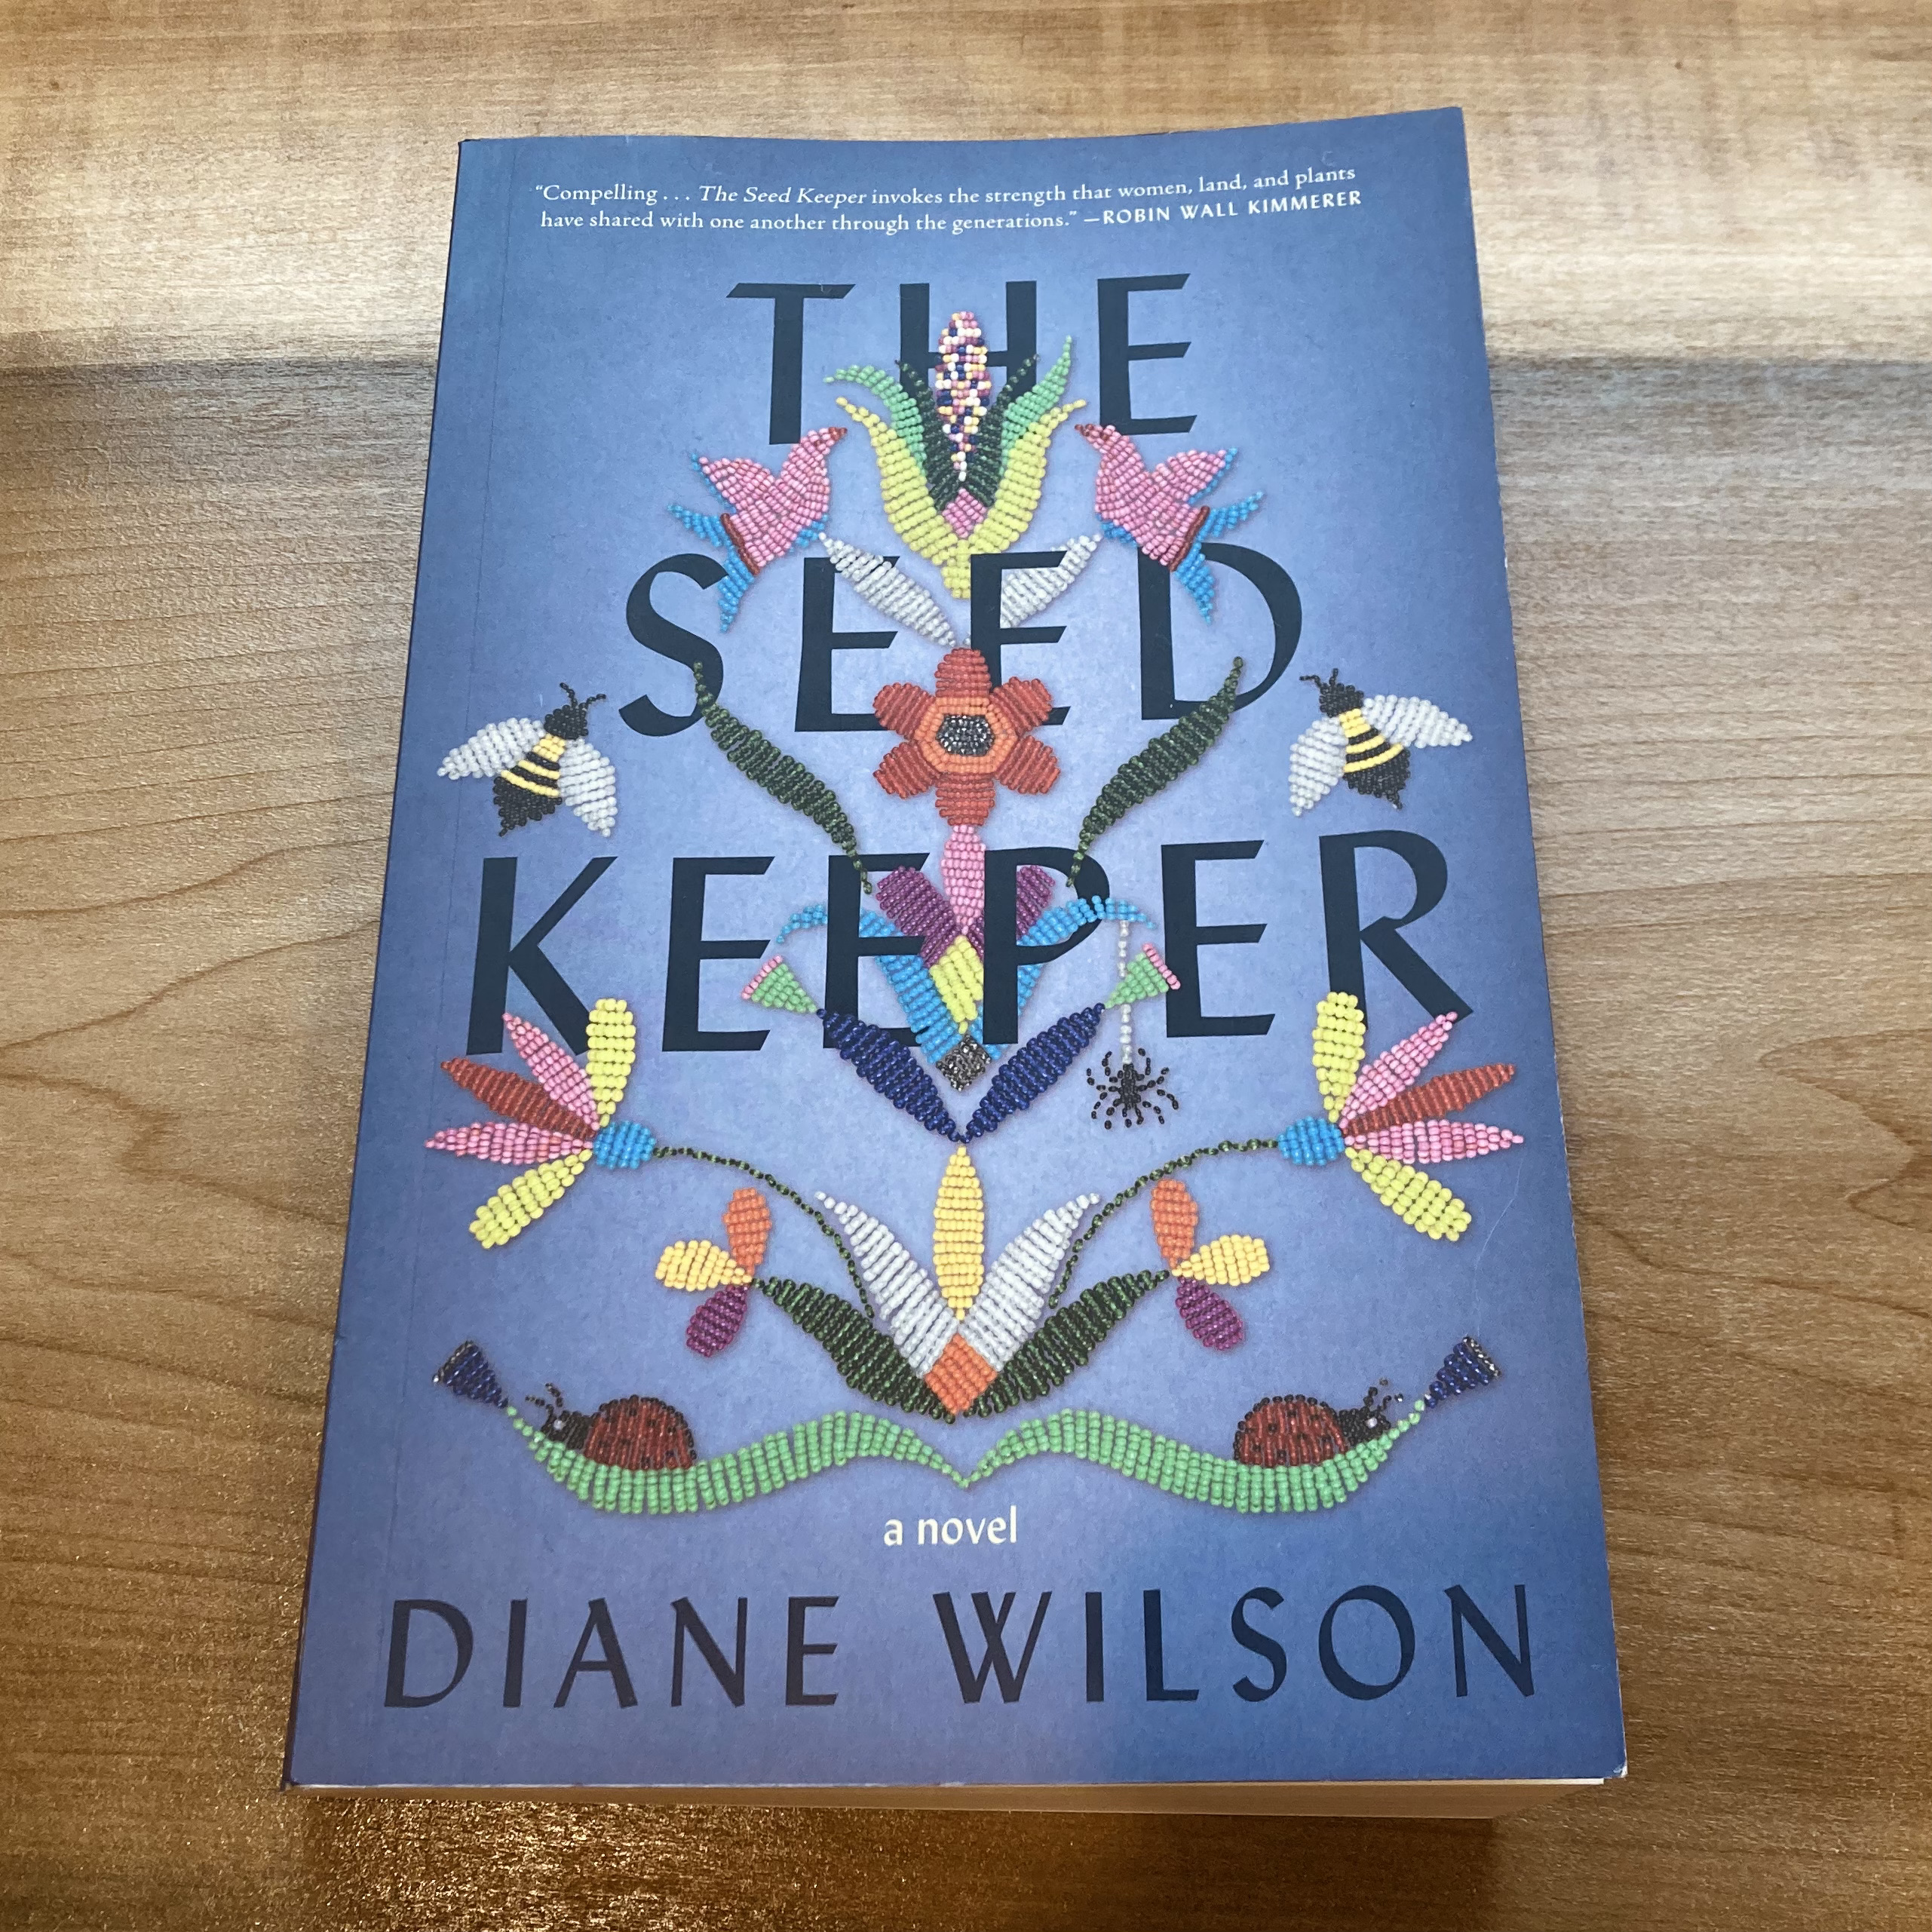 “Compelling . . . The Seed Keeper invokes the strength that women, land, and plants
have shared with one another through the generations.” —ROBIN WALL KIMMERER
THE
SEED
KEEPER
a novel
DIANE WILSON